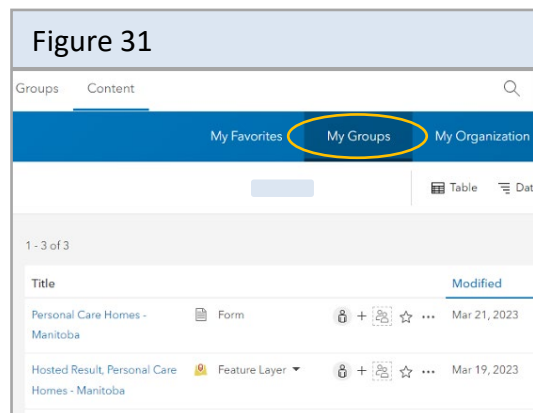 Figure 31
Groups Content
My Favorites My Groups My Organization
Table Dat
1 - 3 of 3
Title Modified
Personal Care Homes - Form Mar 21, 2023
Manitoba
Hosted Result, Personal Care Feature Layer Mar 19, 2023
Homes - Manitoba